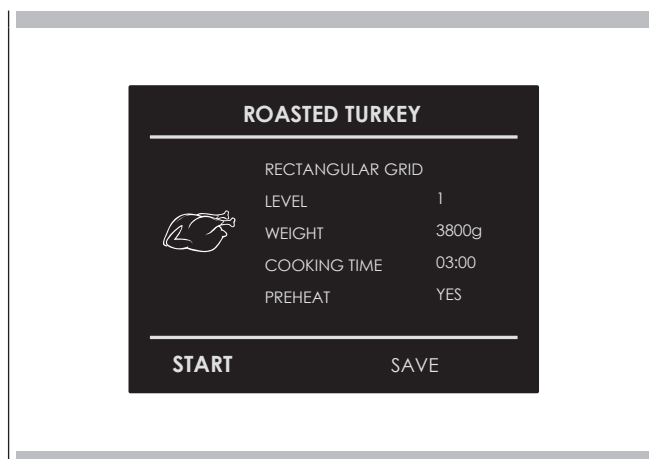 ROASTED TURKEY
RECTANGULAR GRID
LEVEL 1
WEIGHT 3800g
COOKING TIME 03:00
PREHEAT YES
START SAVE